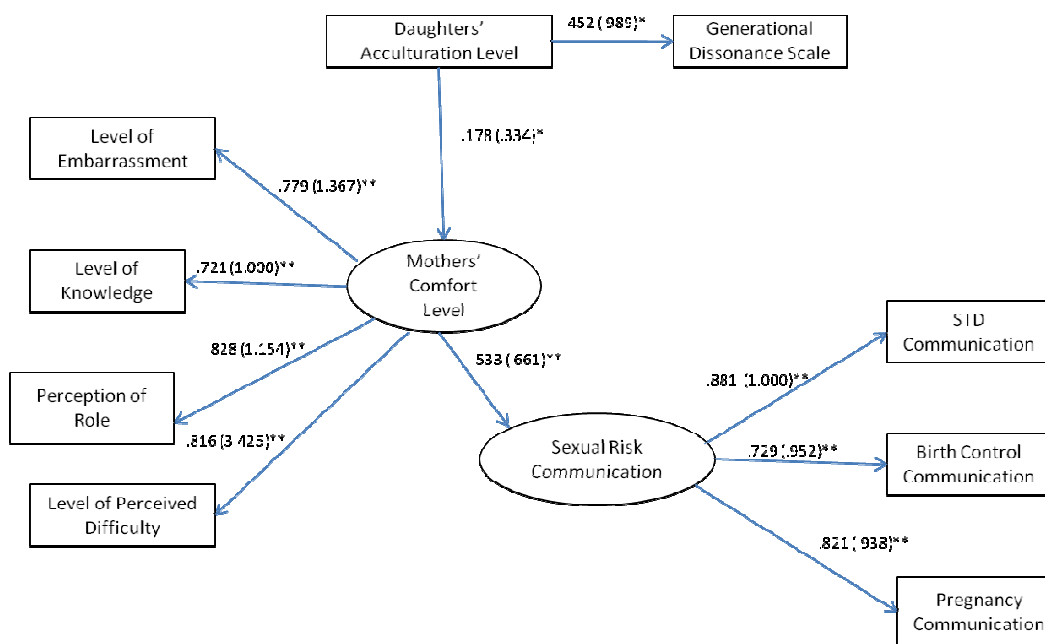 Daughters'
Acculturation Level
452 ( 989)*
Generational
Dissonance Scale
.178 (.334)*
Level of
Embarrassment
.779 (1.367)**
Level of
Knowledge
.721 (1.000)**
Mothers'
Comfort
Level
828 (1.154)**
Perception of
Role
.816 (3 425)**
Level of Perceived
Difficulty
533 ( 661)**
Sexual Risk
Communication
.881 (1.000)**
STD
Communication
.729 (.952)**
Birth Control
Communication
.821 ( 938)**
Pregnancy
Communication